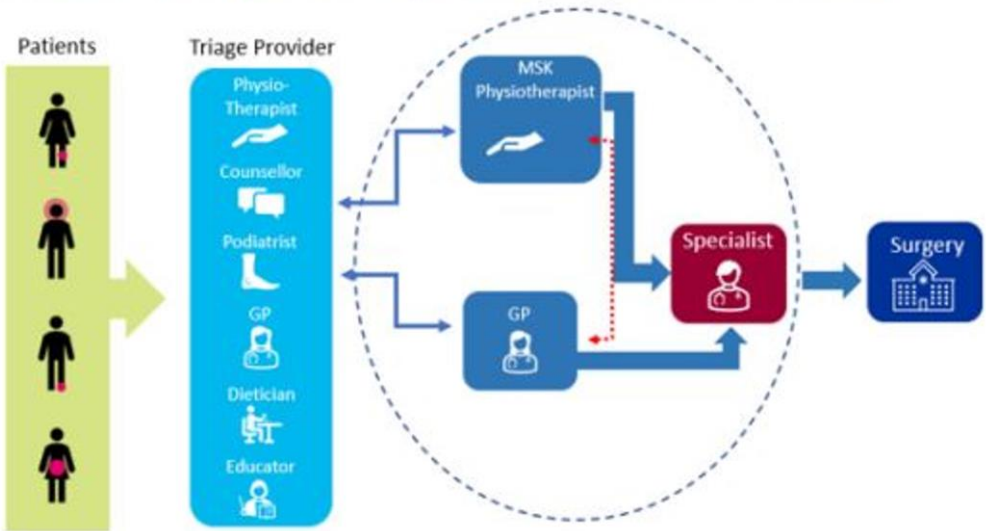 Patients
Triage Provider
Physio-
Therapist
Counsellor
Podiatrist
GP
Dietician
Educator
MSK
Physiotherapist
GP
Specialist
Surgery